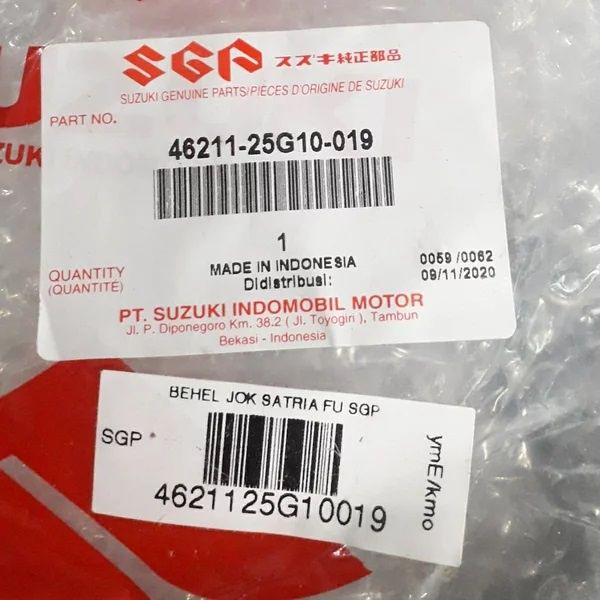 SGP スズキ純正部品
SUZUKI GENUINE PARTS/PIÈCES D'ORIGINE DE SUZUKI
PART NO.
46211-25G10-019
1
QUANTITY
(QUANTITÉ)
MADE IN INDONESIA
Didistribusi:
0059 /0062
09/11/2020
PT. SUZUKI INDOMOBIL MOTOR
Jl. P. Diponegoro Km. 38.2 ( Jl. Toyogiri ), Tambun
Bekasi - Indonesia
BEHEL JOK SATRIA FU SGP
SGP
4621125G10019
ymE/kmo